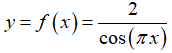 y = f(x) = 2/cos(πx)